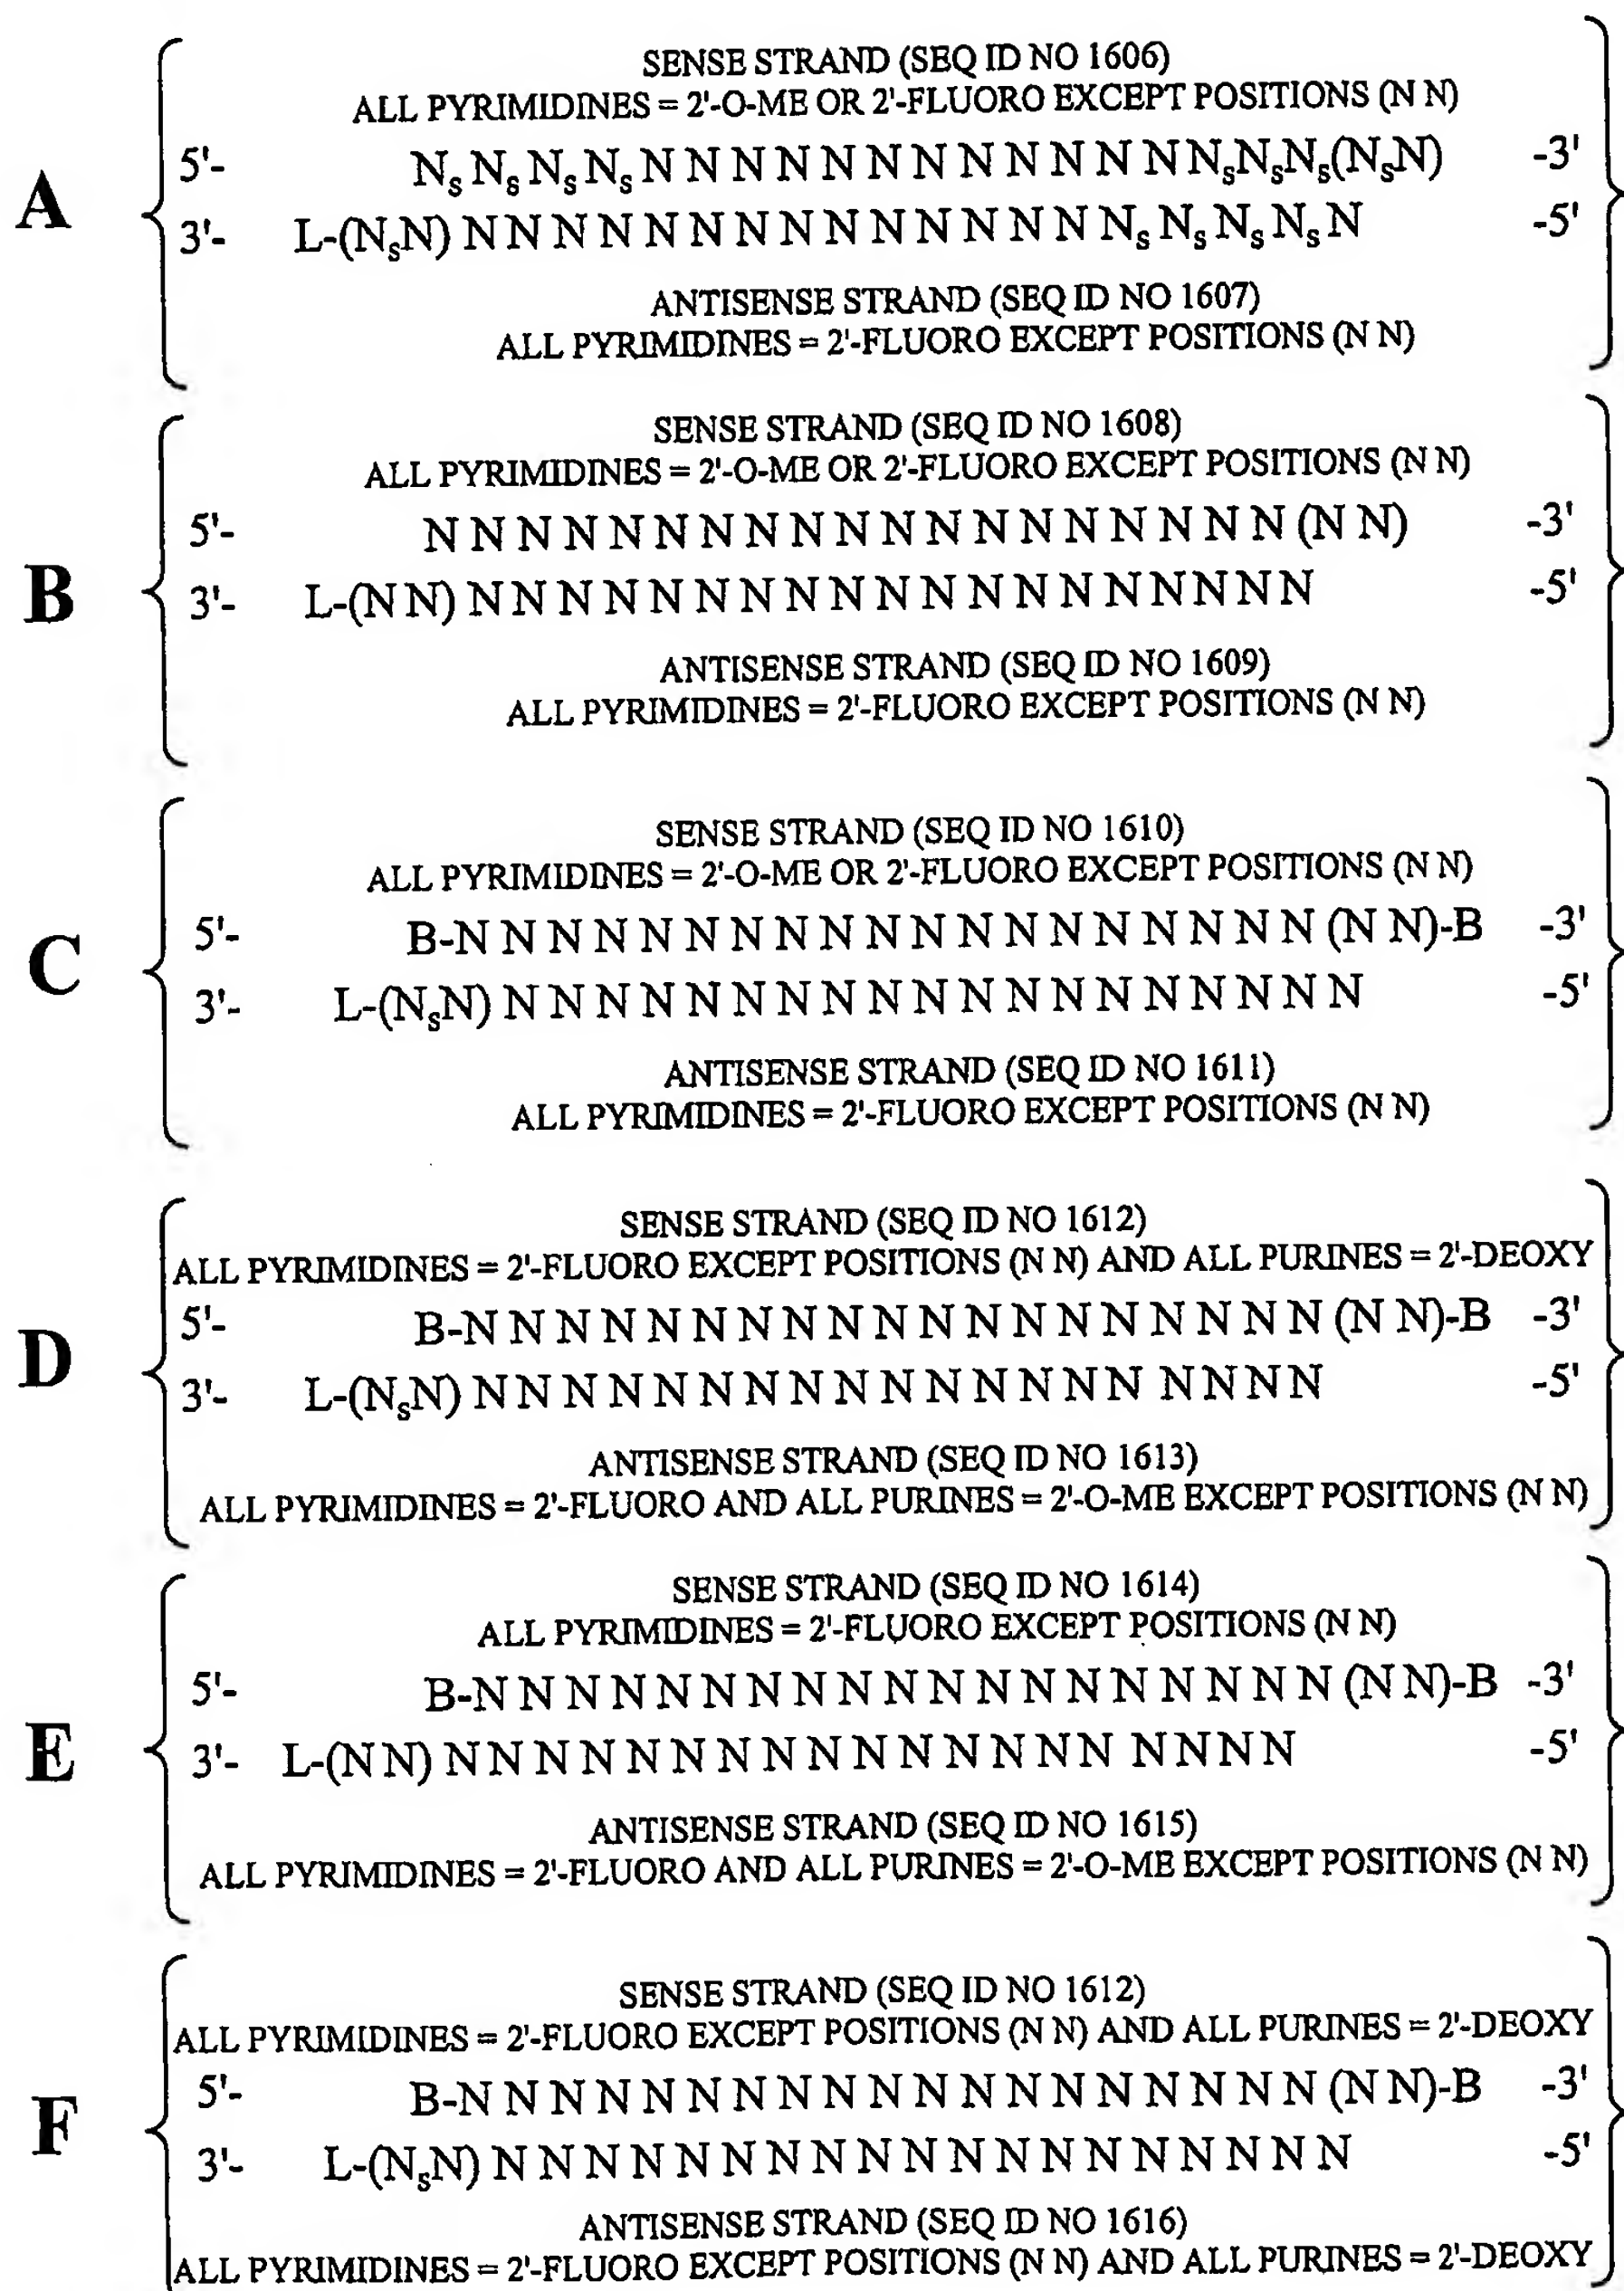 SENSE STRAND (SEQ ID NO 1606)
ALL PYRIMIDINES = 2'-O-ME OR 2'-FLUORO EXCEPT POSITIONS (N N)
A
5'- NₛNₛNₛNₛN N N N N N N N N N N N NₛNₛNₛ(NₛN) -3'
3'- L-(NₛN) N N N N N N N N N N N N N N Nₛ Nₛ Nₛ Nₛ N -5'
ANTISENSE STRAND (SEQ ID NO 1607)
ALL PYRIMIDINES = 2'-FLUORO EXCEPT POSITIONS (N N)
SENSE STRAND (SEQ ID NO 1608)
ALL PYRIMIDINES = 2'-O-ME OR 2'-FLUORO EXCEPT POSITIONS (N N)
B
5'- N N N N N N N N N N N N N N N N N N N (N N) -3'
3'- L-(N N) N N N N N N N N N N N N N N N N N N N -5'
ANTISENSE STRAND (SEQ ID NO 1609)
ALL PYRIMIDINES = 2'-FLUORO EXCEPT POSITIONS (N N)
SENSE STRAND (SEQ ID NO 1610)
ALL PYRIMIDINES = 2'-O-ME OR 2'-FLUORO EXCEPT POSITIONS (N N)
C
5'- B-N N N N N N N N N N N N N N N N N N N (N N)-B -3'
3'- L-(NₛN) N N N N N N N N N N N N N N N N N N N -5'
ANTISENSE STRAND (SEQ ID NO 1611)
ALL PYRIMIDINES = 2'-FLUORO EXCEPT POSITIONS (N N)
SENSE STRAND (SEQ ID NO 1612)
ALL PYRIMIDINES = 2'-FLUORO EXCEPT POSITIONS (N N) AND ALL PURINES = 2'-DEOXY
D
5'- B-N N N N N N N N N N N N N N N N N N N (N N)-B -3'
3'- L-(NₛN) N N N N N N N N N N N N N N N N N N N -5'
ANTISENSE STRAND (SEQ ID NO 1613)
ALL PYRIMIDINES = 2'-FLUORO AND ALL PURINES = 2'-O-ME EXCEPT POSITIONS (N N)
SENSE STRAND (SEQ ID NO 1614)
ALL PYRIMIDINES = 2'-FLUORO EXCEPT POSITIONS (N N)
E
5'- B-N N N N N N N N N N N N N N N N N N N (N N)-B -3'
3'- L-(N N) N N N N N N N N N N N N N N N N N N N -5'
ANTISENSE STRAND (SEQ ID NO 1615)
ALL PYRIMIDINES = 2'-FLUORO AND ALL PURINES = 2'-O-ME EXCEPT POSITIONS (N N)
SENSE STRAND (SEQ ID NO 1612)
ALL PYRIMIDINES = 2'-FLUORO EXCEPT POSITIONS (N N) AND ALL PURINES = 2'-DEOXY
F
5'- B-N N N N N N N N N N N N N N N N N N N (N N)-B -3'
3'- L-(NₛN) N N N N N N N N N N N N N N N N N N N -5'
ANTISENSE STRAND (SEQ ID NO 1616)
ALL PYRIMIDINES = 2'-FLUORO EXCEPT POSITIONS (N N) AND ALL PURINES = 2'-DEOXY